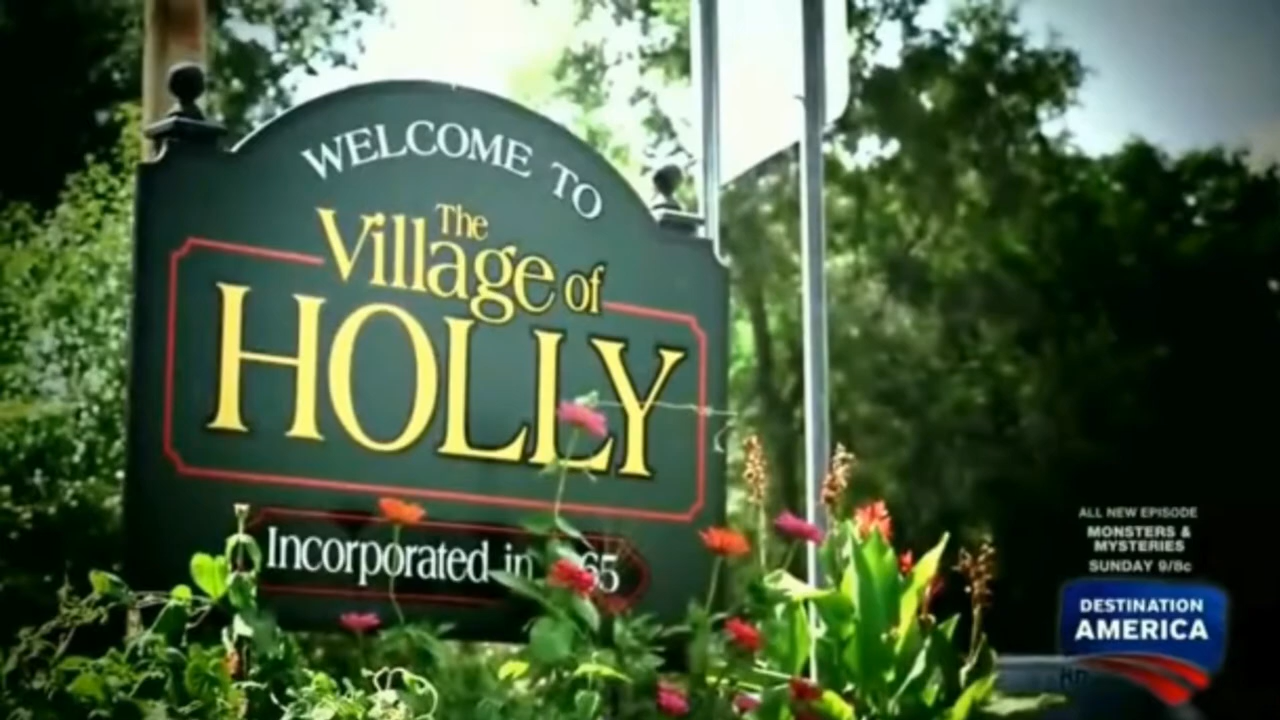 WELCOME TO
The
Village of
HOLLY
Incorporated in 65
ALL NEW EPISODE
MONSTERS &
MYSTERIES
SUNDAY 9/8c
DESTINATION
AMERICA
HD